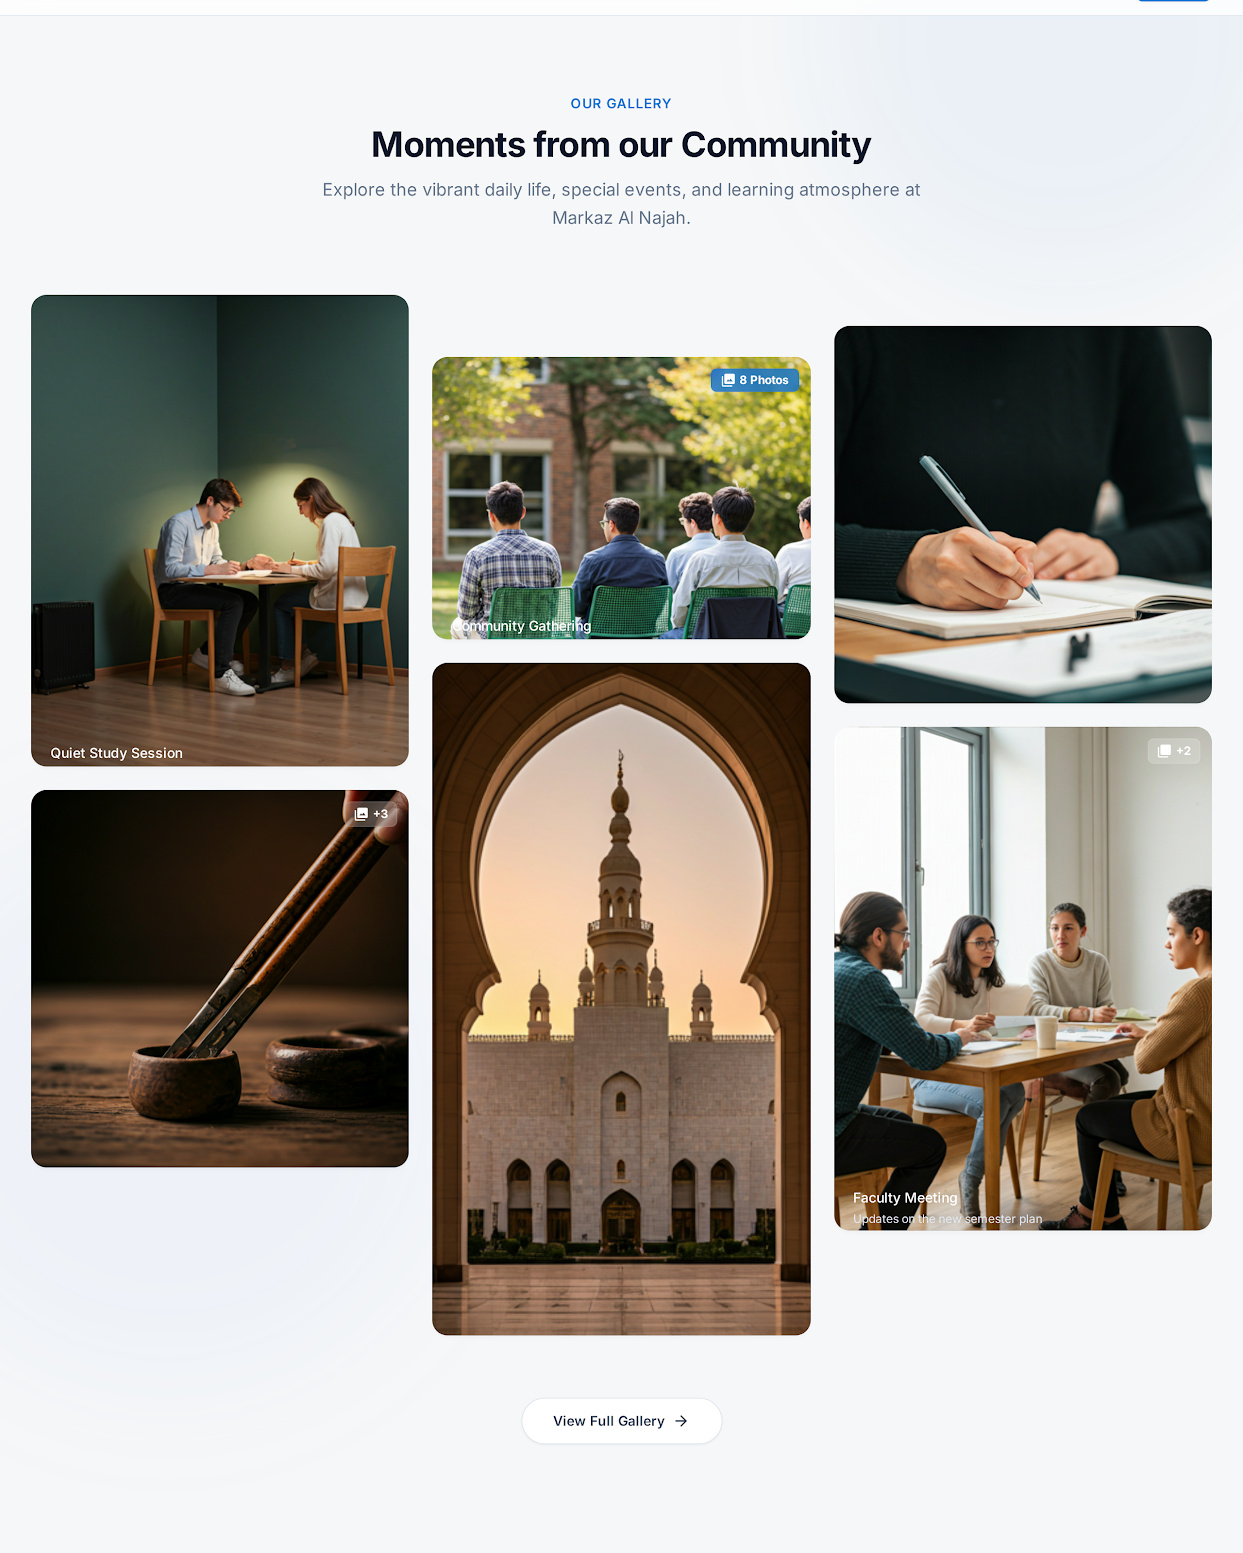 OUR GALLERY
Moments from our Community
Explore the vibrant daily life, special events, and learning atmosphere at
Markaz Al Najah.
8 Photos
Community Gathering
Quiet Study Session
+3
+2
Faculty Meeting
Updates on the new semester plan
View Full Gallery →